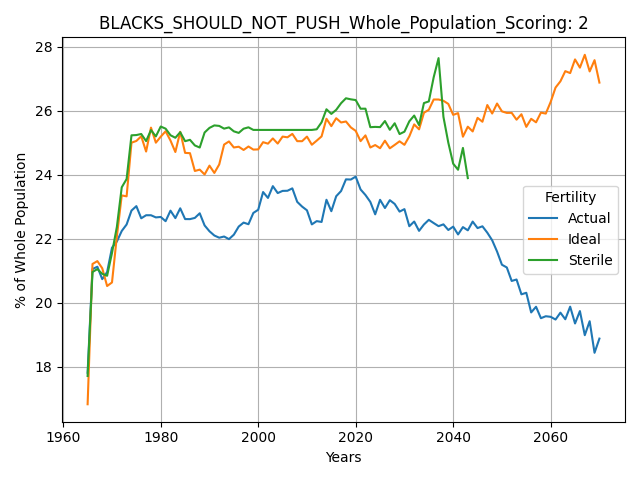 BLACKS_SHOULD_NOT_PUSH_Whole_Population_Scoring: 2
28
26
24
22
20
18
% of Whole Population
Fertility
Actual
Ideal
Sterile
1960 1980 2000 2020 2040 2060
Years